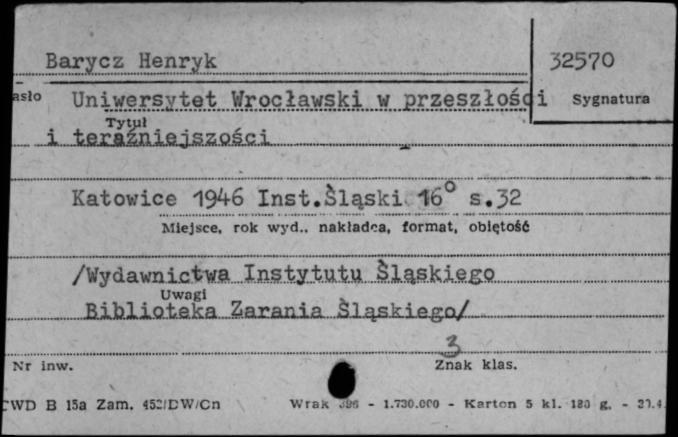 Barycz Henryk 32570
asło Uniwersytet Wrocławski w przeszłości Sygnatura
Tytuł
i teraźniejszości
Katowice 1946 Inst.Śląski 16° s.32
Miejsce, rok wyd., nakładca, format, objętość
/Wydawnictwa Instytutu Śląskiego
Uwagi
Biblioteka Zarania Śląskiego/
3
Nr inw. Znak klas.
CWD B 15a Zam. 452/DW/Cn Wrak 396 - 1.730.000 - Karton 5 kl. 180 g. -